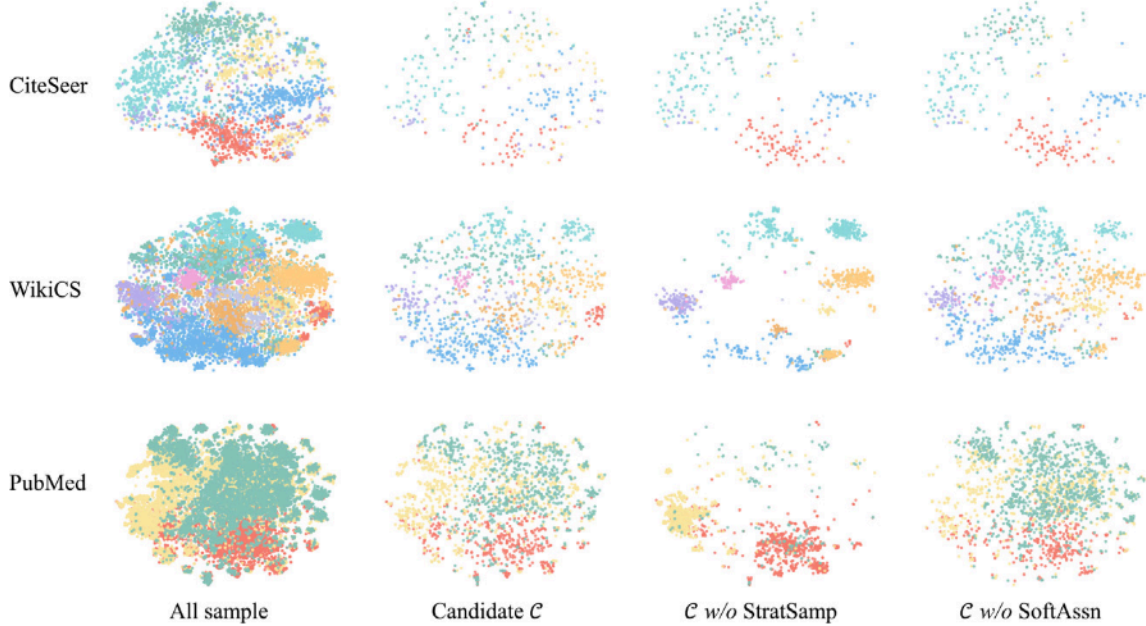 CiteSeer
WikiCS
PubMed
All sample
Candidate 𝒞
𝒞 w/o StratSamp
𝒞 w/o SoftAssn